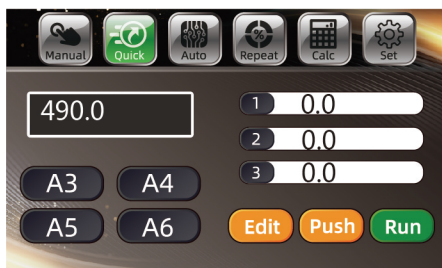 Manual Quick Auto Repeat Calc Set
490.0
1 0.0
2 0.0
3 0.0
A3 A4
A5 A6
Edit Push Run